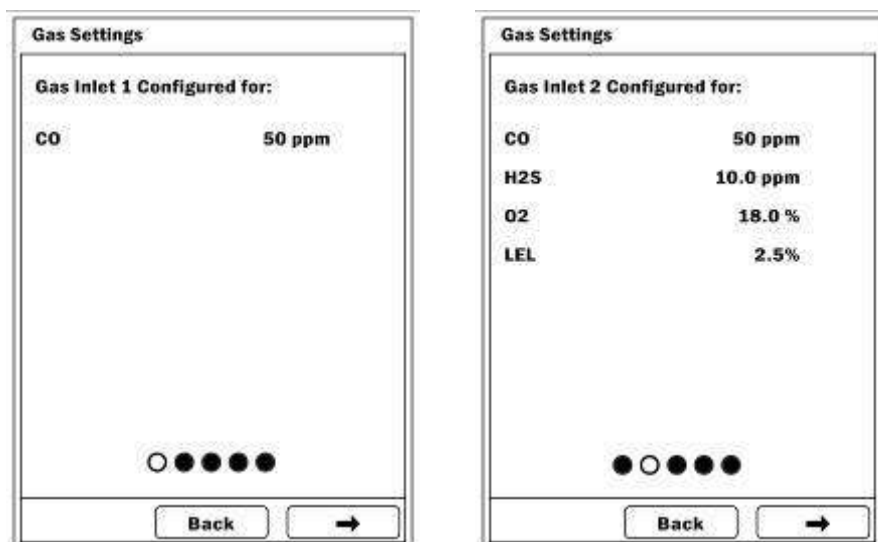 Gas Settings
Gas Inlet 1 Configured for:
CO 50 ppm
Back →
Gas Settings
Gas Inlet 2 Configured for:
CO 50 ppm
H2S 10.0 ppm
O2 18.0 %
LEL 2.5%
Back →